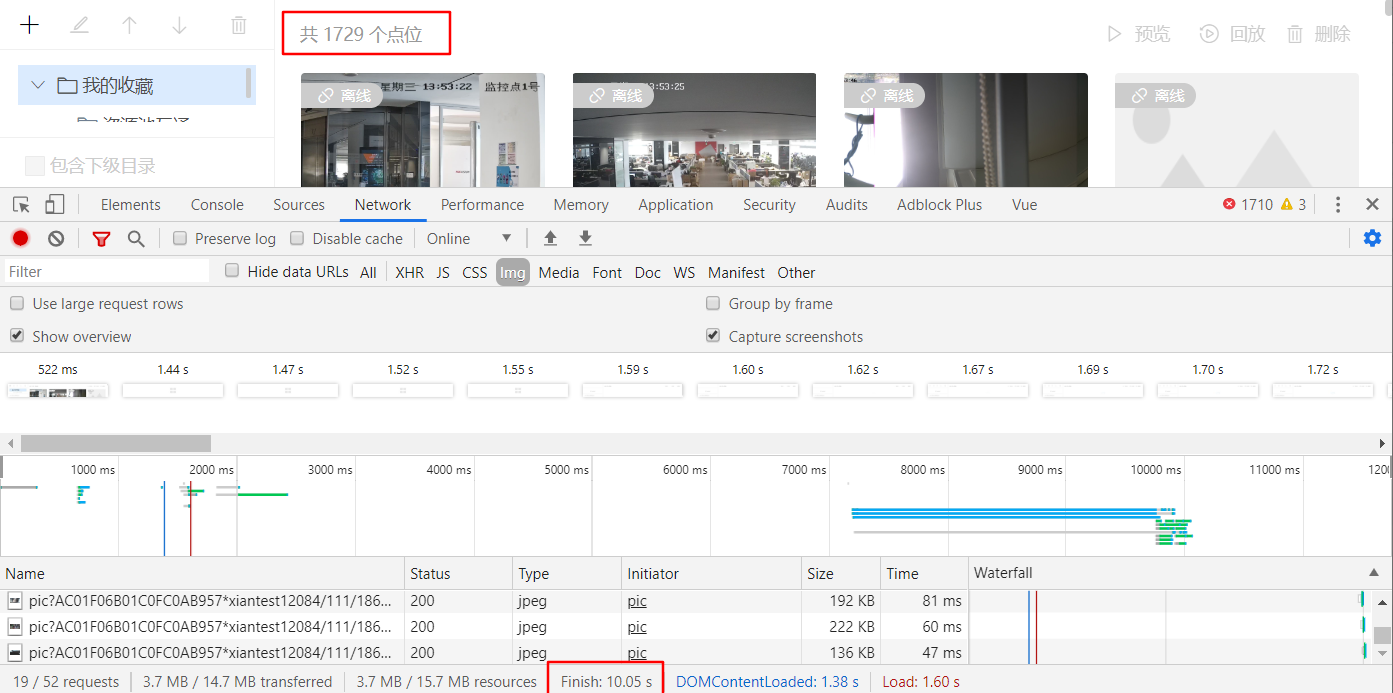 共 1729 个点位
预览 回放 删除
我的收藏
包含下级目录
离线 星期三 13:53:22 监控点1号
离线 13:53:25
离线
离线
Elements Console Sources Network Performance Memory Application Security Audits Adblock Plus Vue 1710 3
Preserve log Disable cache Online
Filter Hide data URLs All XHR JS CSS Img Media Font Doc WS Manifest Other
Use large request rows Group by frame
Show overview Capture screenshots
522 ms 1.44 s 1.47 s 1.52 s 1.55 s 1.59 s 1.60 s 1.62 s 1.67 s 1.69 s 1.70 s 1.72 s
1000 ms 2000 ms 3000 ms 4000 ms 5000 ms 6000 ms 7000 ms 8000 ms 9000 ms 10000 ms 11000 ms
Name Status Type Initiator Size Time Waterfall
pic?AC01F06B01C0FC0AB957*xiantest12084/111/186... 200 jpeg pic 192 KB 81 ms
pic?AC01F06B01C0FC0AB957*xiantest12084/111/186... 200 jpeg pic 222 KB 60 ms
pic?AC01F06B01C0FC0AB957*xiantest12084/111/186... 200 jpeg pic 136 KB 47 ms
19 / 52 requests 3.7 MB / 14.7 MB transferred 3.7 MB / 15.7 MB resources Finish: 10.05 s DOMContentLoaded: 1.38 s Load: 1.60 s